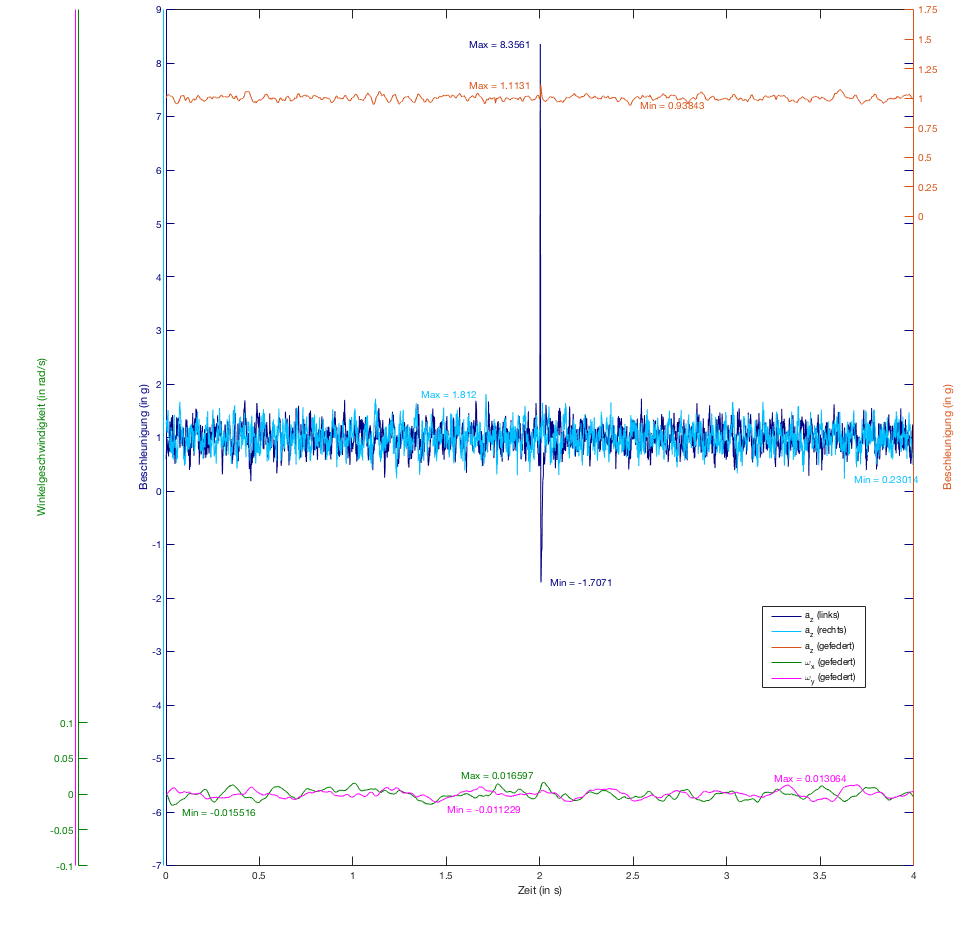 9
8
7
6
5
4
3
2
1
0
-1
-2
-3
-4
-5
-6
-7
Beschleunigung (in g)
1.75
1.5
1.25
1
0.75
0.5
0.25
0
Beschleunigung (in g)
0.1
0.05
0
-0.05
-0.1
Winkelgeschwindigkeit (in rad/s)
Max = 8.3561
Max = 1.1131
Min = 0.93843
Max = 1.812
Min = 0.23014
Min = -1.7071
a_z (links)
a_z (rechts)
a_z (gefedert)
ω_x (gefedert)
ω_y (gefedert)
Max = 0.016597
Max = 0.013064
Min = -0.015516
Min = -0.011229
0 0.5 1 1.5 2 2.5 3 3.5 4
Zeit (in s)